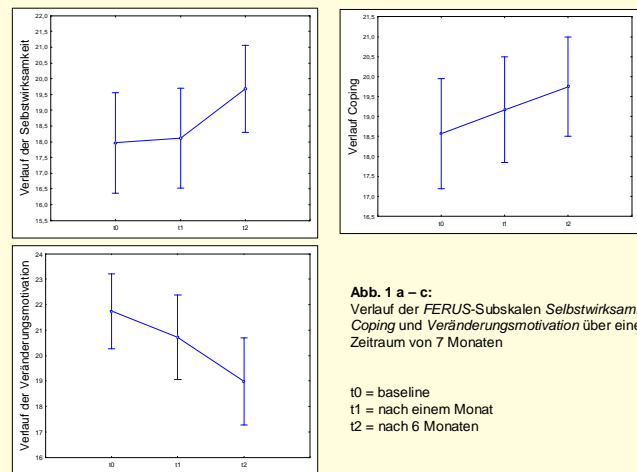 Verlauf der Selbstwirksamkeit
22,0
21,5
21,0
20,5
20,0
19,5
19,0
18,5
18,0
17,5
17,0
16,5
16,0
15,5
t0 t1 t2
Verlauf Coping
21,5
21,0
20,5
20,0
19,5
19,0
18,5
18,0
17,5
17,0
16,5
t0 t1 t2
Verlauf der Veränderungsmotivation
24
23
22
21
20
19
18
17
16
t0 t1 t2
Abb. 1 a – c:
Verlauf der FERUS-Subskalen Selbstwirksam
Coping und Veränderungsmotivation über eine
Zeitraum von 7 Monaten
t0 = baseline
t1 = nach einem Monat
t2 = nach 6 Monaten